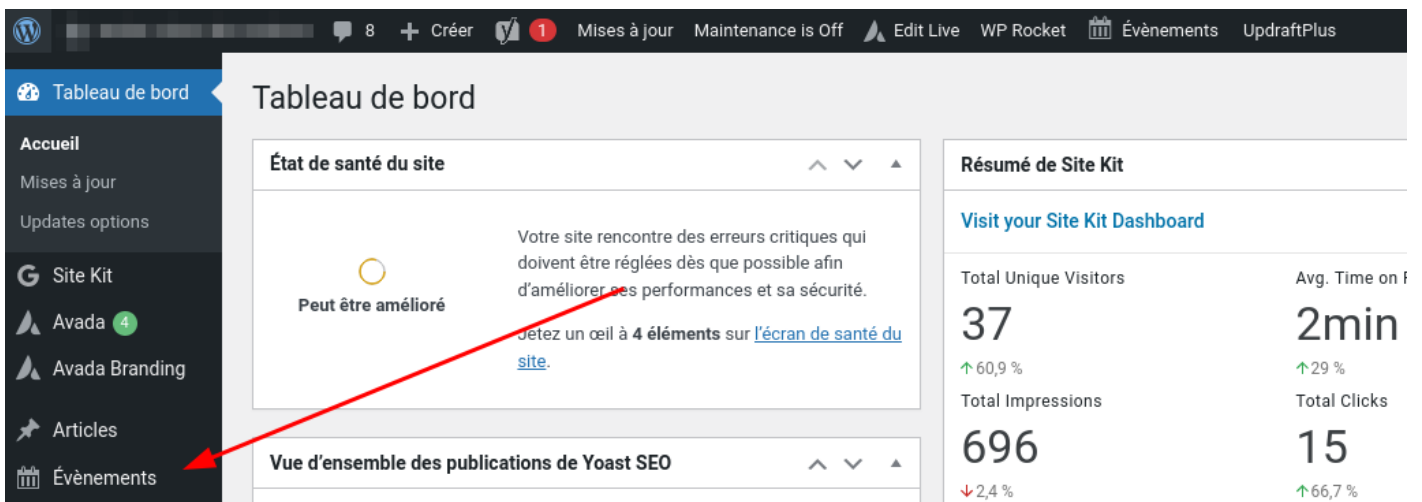 8 Créer 1 Mises à jour Maintenance is Off Edit Live WP Rocket Évènements UpdraftPlus
Tableau de bord
Accueil
Mises à jour
Updates options
Site Kit
Avada 4
Avada Branding
Articles
Évènements
Tableau de bord
État de santé du site
Peut être amélioré
Votre site rencontre des erreurs critiques qui
doivent être réglées dès que possible afin
d’améliorer ses performances et sa sécurité.
Jetez un œil à 4 éléments sur l’écran de santé du
site.
Vue d’ensemble des publications de Yoast SEO
Résumé de Site Kit
Visit your Site Kit Dashboard
Total Unique Visitors
37
60,9 %
Avg. Time on
2min
29 %
Total Impressions
696
2,4 %
Total Clicks
15
66,7 %